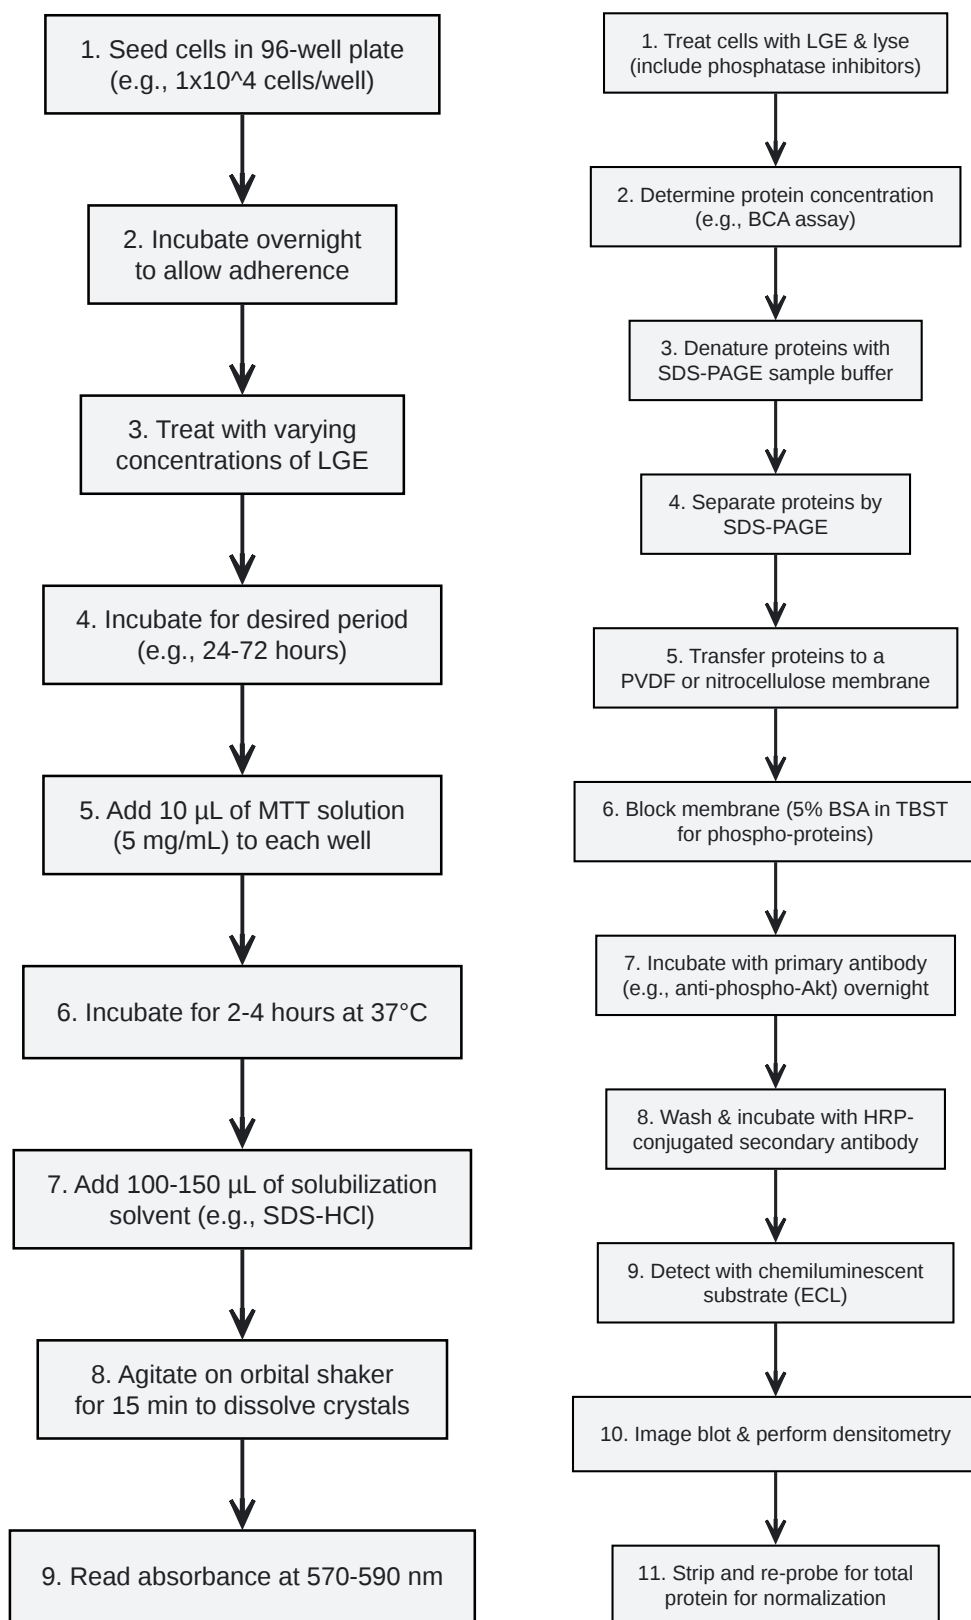 1. Seed cells in 96-well plate
(e.g., 1x10^4 cells/well)
2. Incubate overnight
to allow adherence
3. Treat with varying
concentrations of LGE
4. Incubate for desired period
(e.g., 24-72 hours)
5. Add 10 µL of MTT solution
(5 mg/mL) to each well
6. Incubate for 2-4 hours at 37°C
7. Add 100-150 µL of solubilization
solvent (e.g., SDS-HCl)
8. Agitate on orbital shaker
for 15 min to dissolve crystals
9. Read absorbance at 570-590 nm
1. Treat cells with LGE & lyse
(include phosphatase inhibitors)
2. Determine protein concentration
(e.g., BCA assay)
3. Denature proteins with
SDS-PAGE sample buffer
4. Separate proteins by
SDS-PAGE
5. Transfer proteins to a
PVDF or nitrocellulose membrane
6. Block membrane (5% BSA in TBST
for phospho-proteins)
7. Incubate with primary antibody
(e.g., anti-phospho-Akt) overnight
8. Wash & incubate with HRP-
conjugated secondary antibody
9. Detect with chemiluminescent
substrate (ECL)
10. Image blot & perform densitometry
11. Strip and re-probe for total
protein for normalization